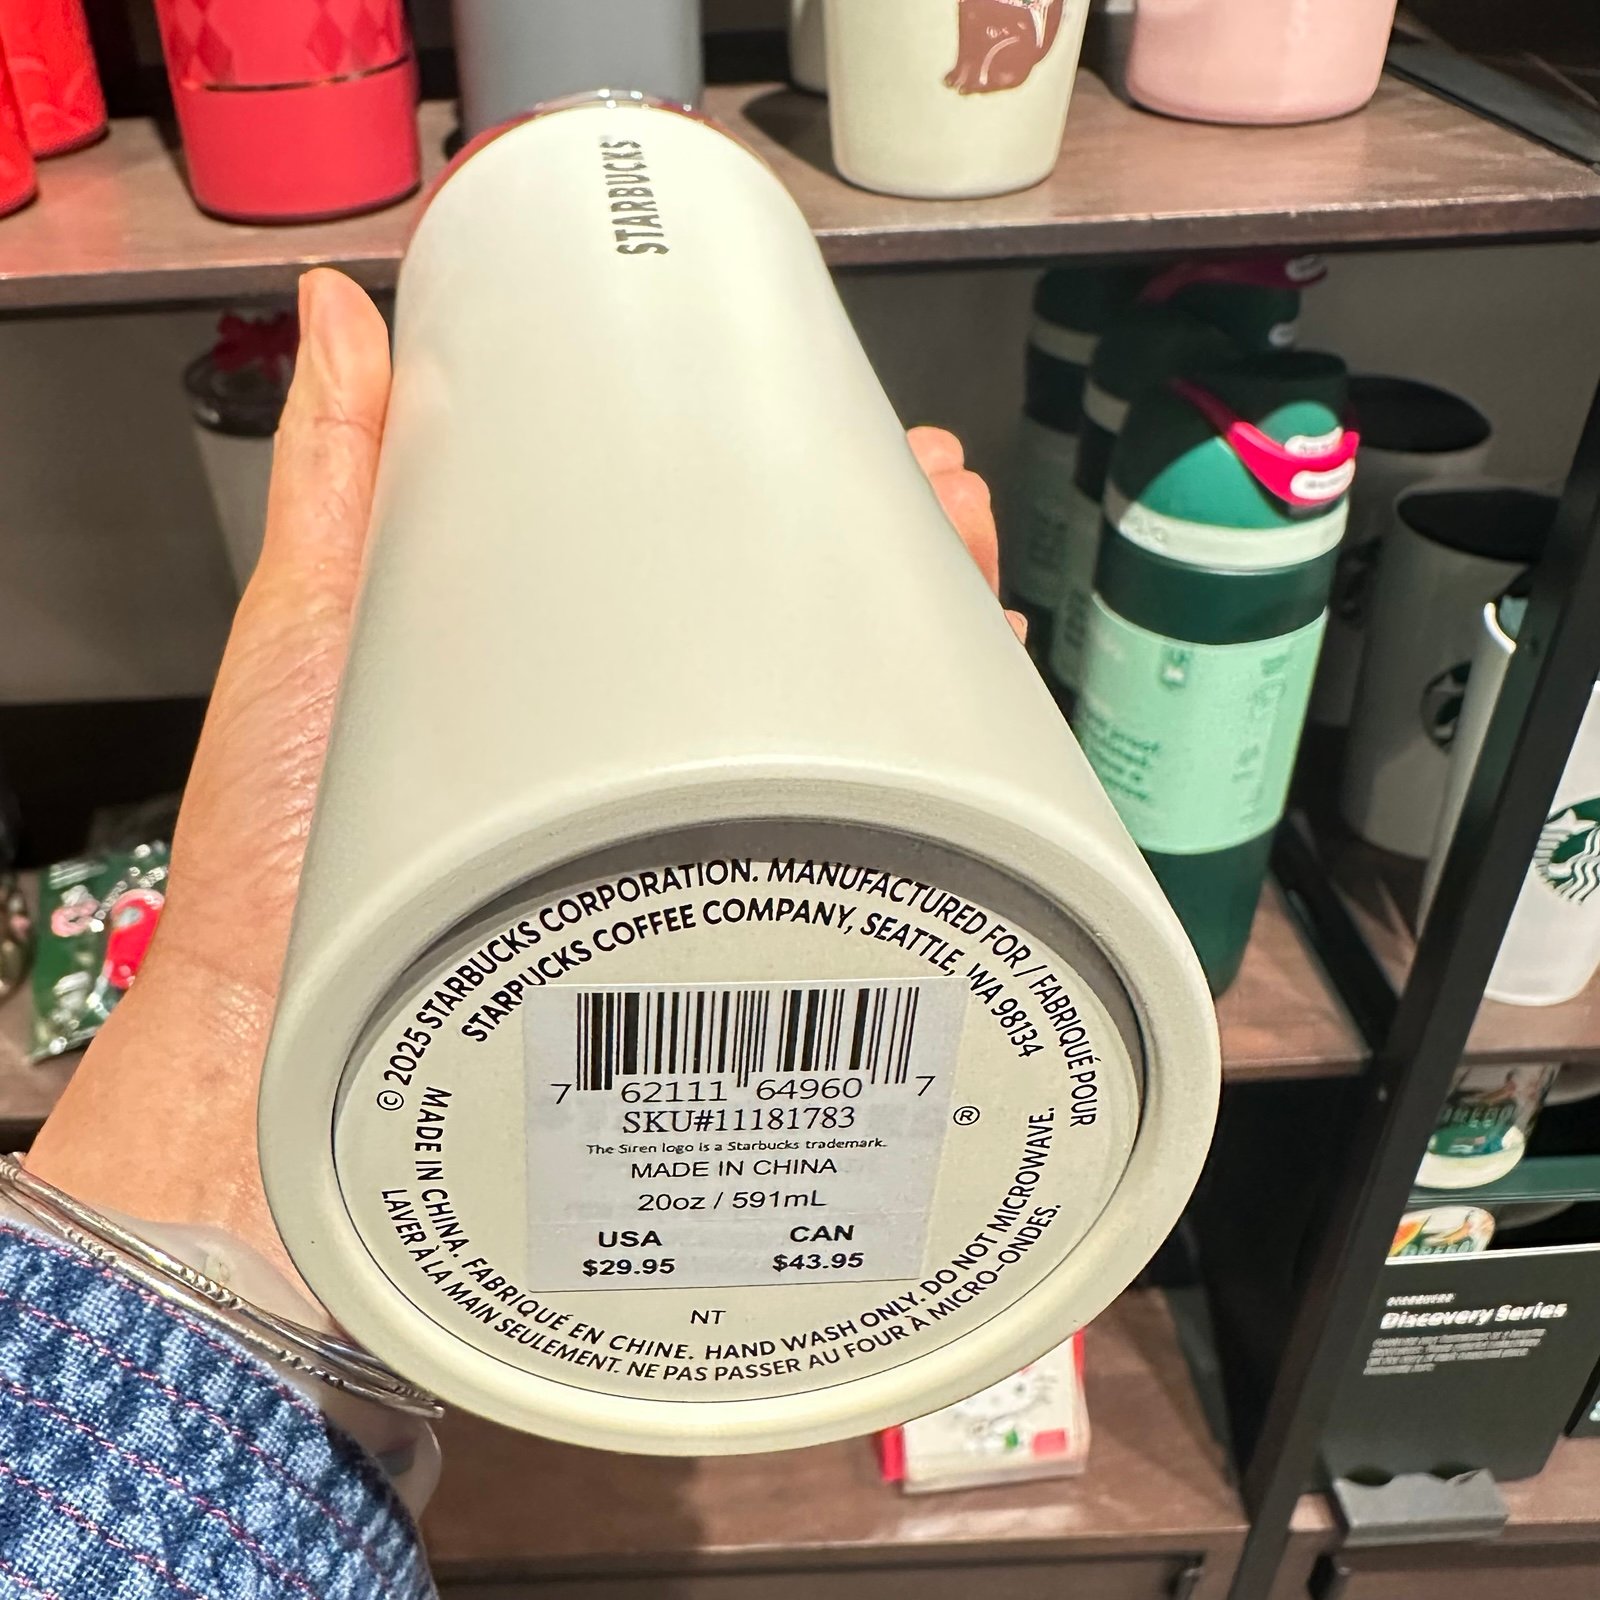 STARBUCKS®
© 2025 STARBUCKS CORPORATION. MANUFACTURED FOR / FABRIQUÉ POUR
STARBUCKS COFFEE COMPANY, SEATTLE, WA 98134
7 62111 64960 7
SKU#11181783
The Siren logo is a Starbucks trademark.
MADE IN CHINA
20oz / 591mL
USA CAN
$29.95 $43.95
®
NT
MADE IN CHINA. FABRIQUÉ EN CHINE. HAND WASH ONLY. DO NOT MICROWAVE.
LAVER À LA MAIN SEULEMENT. NE PAS PASSER AU FOUR À MICRO-ONDES.
Discovery Series